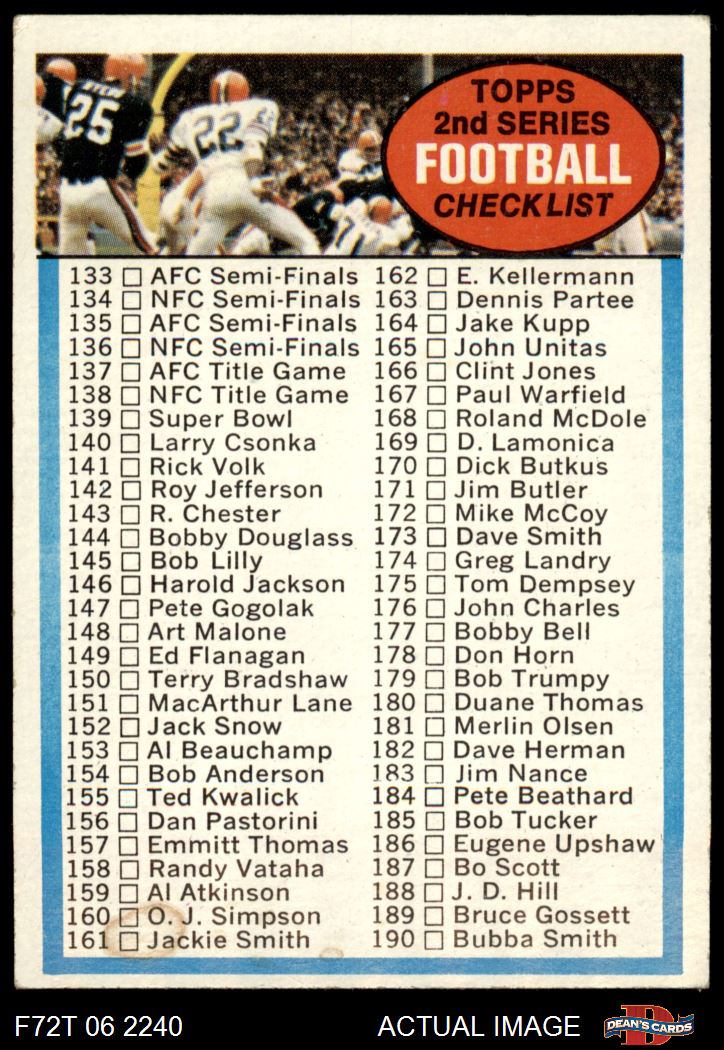 25
22
71
TOPPS
2nd SERIES
FOOTBALL
CHECKLIST
133 AFC Semi-Finals
134 NFC Semi-Finals
135 AFC Semi-Finals
136 NFC Semi-Finals
137 AFC Title Game
138 NFC Title Game
139 Super Bowl
140 Larry Csonka
141 Rick Volk
142 Roy Jefferson
143 R. Chester
144 Bobby Douglass
145 Bob Lilly
146 Harold Jackson
147 Pete Gogolak
148 Art Malone
149 Ed Flanagan
150 Terry Bradshaw
151 MacArthur Lane
152 Jack Snow
153 Al Beauchamp
154 Bob Anderson
155 Ted Kwalick
156 Dan Pastorini
157 Emmitt Thomas
158 Randy Vataha
159 Al Atkinson
160 O. J. Simpson
161 Jackie Smith
162 E. Kellermann
163 Dennis Partee
164 Jake Kupp
165 John Unitas
166 Clint Jones
167 Paul Warfield
168 Roland McDole
169 D. Lamonica
170 Dick Butkus
171 Jim Butler
172 Mike McCoy
173 Dave Smith
174 Greg Landry
175 Tom Dempsey
176 John Charles
177 Bobby Bell
178 Don Horn
179 Bob Trumpy
180 Duane Thomas
181 Merlin Olsen
182 Dave Herman
183 Jim Nance
184 Pete Beathard
185 Bob Tucker
186 Eugene Upshaw
187 Bo Scott
188 J. D. Hill
189 Bruce Gossett
190 Bubba Smith
F72T 06 2240
ACTUAL IMAGE
D
DEAN'S CARDS